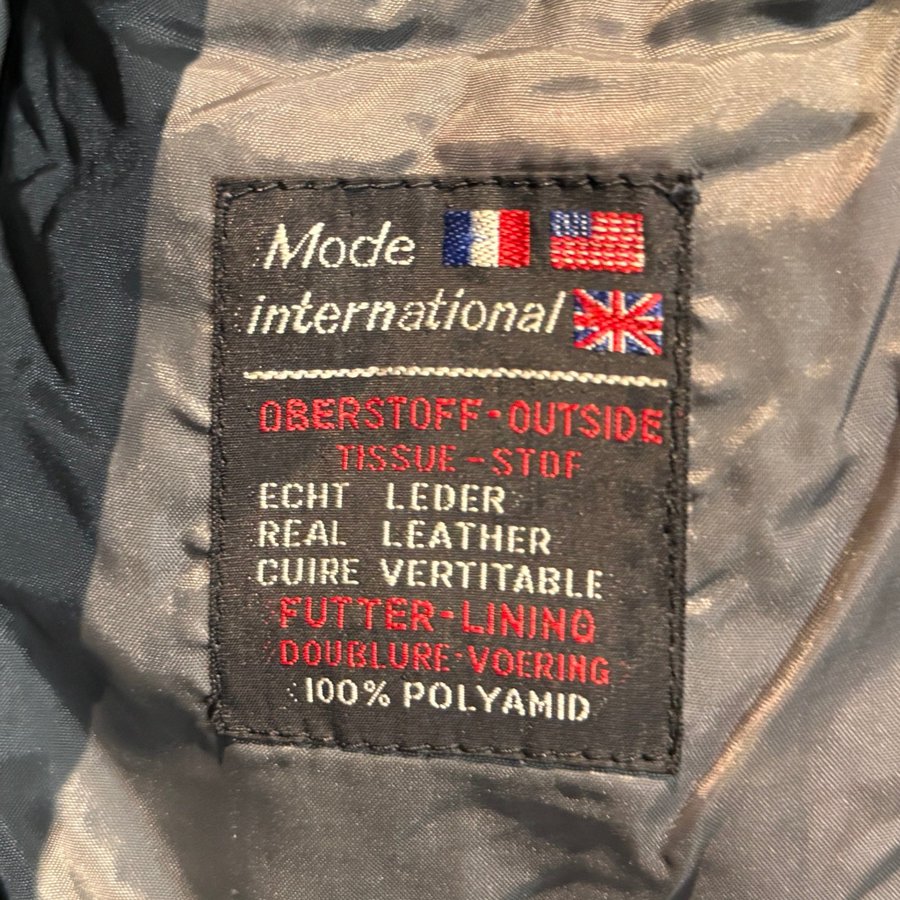 Mode
international
OBERSTOFF-OUTSIDE
TISSUE-STOF
ECHT LEDER
REAL LEATHER
CUIRE VERTITABLE
FUTTER-LINING
DOUBLURE-VOERING
100% POLYAMID